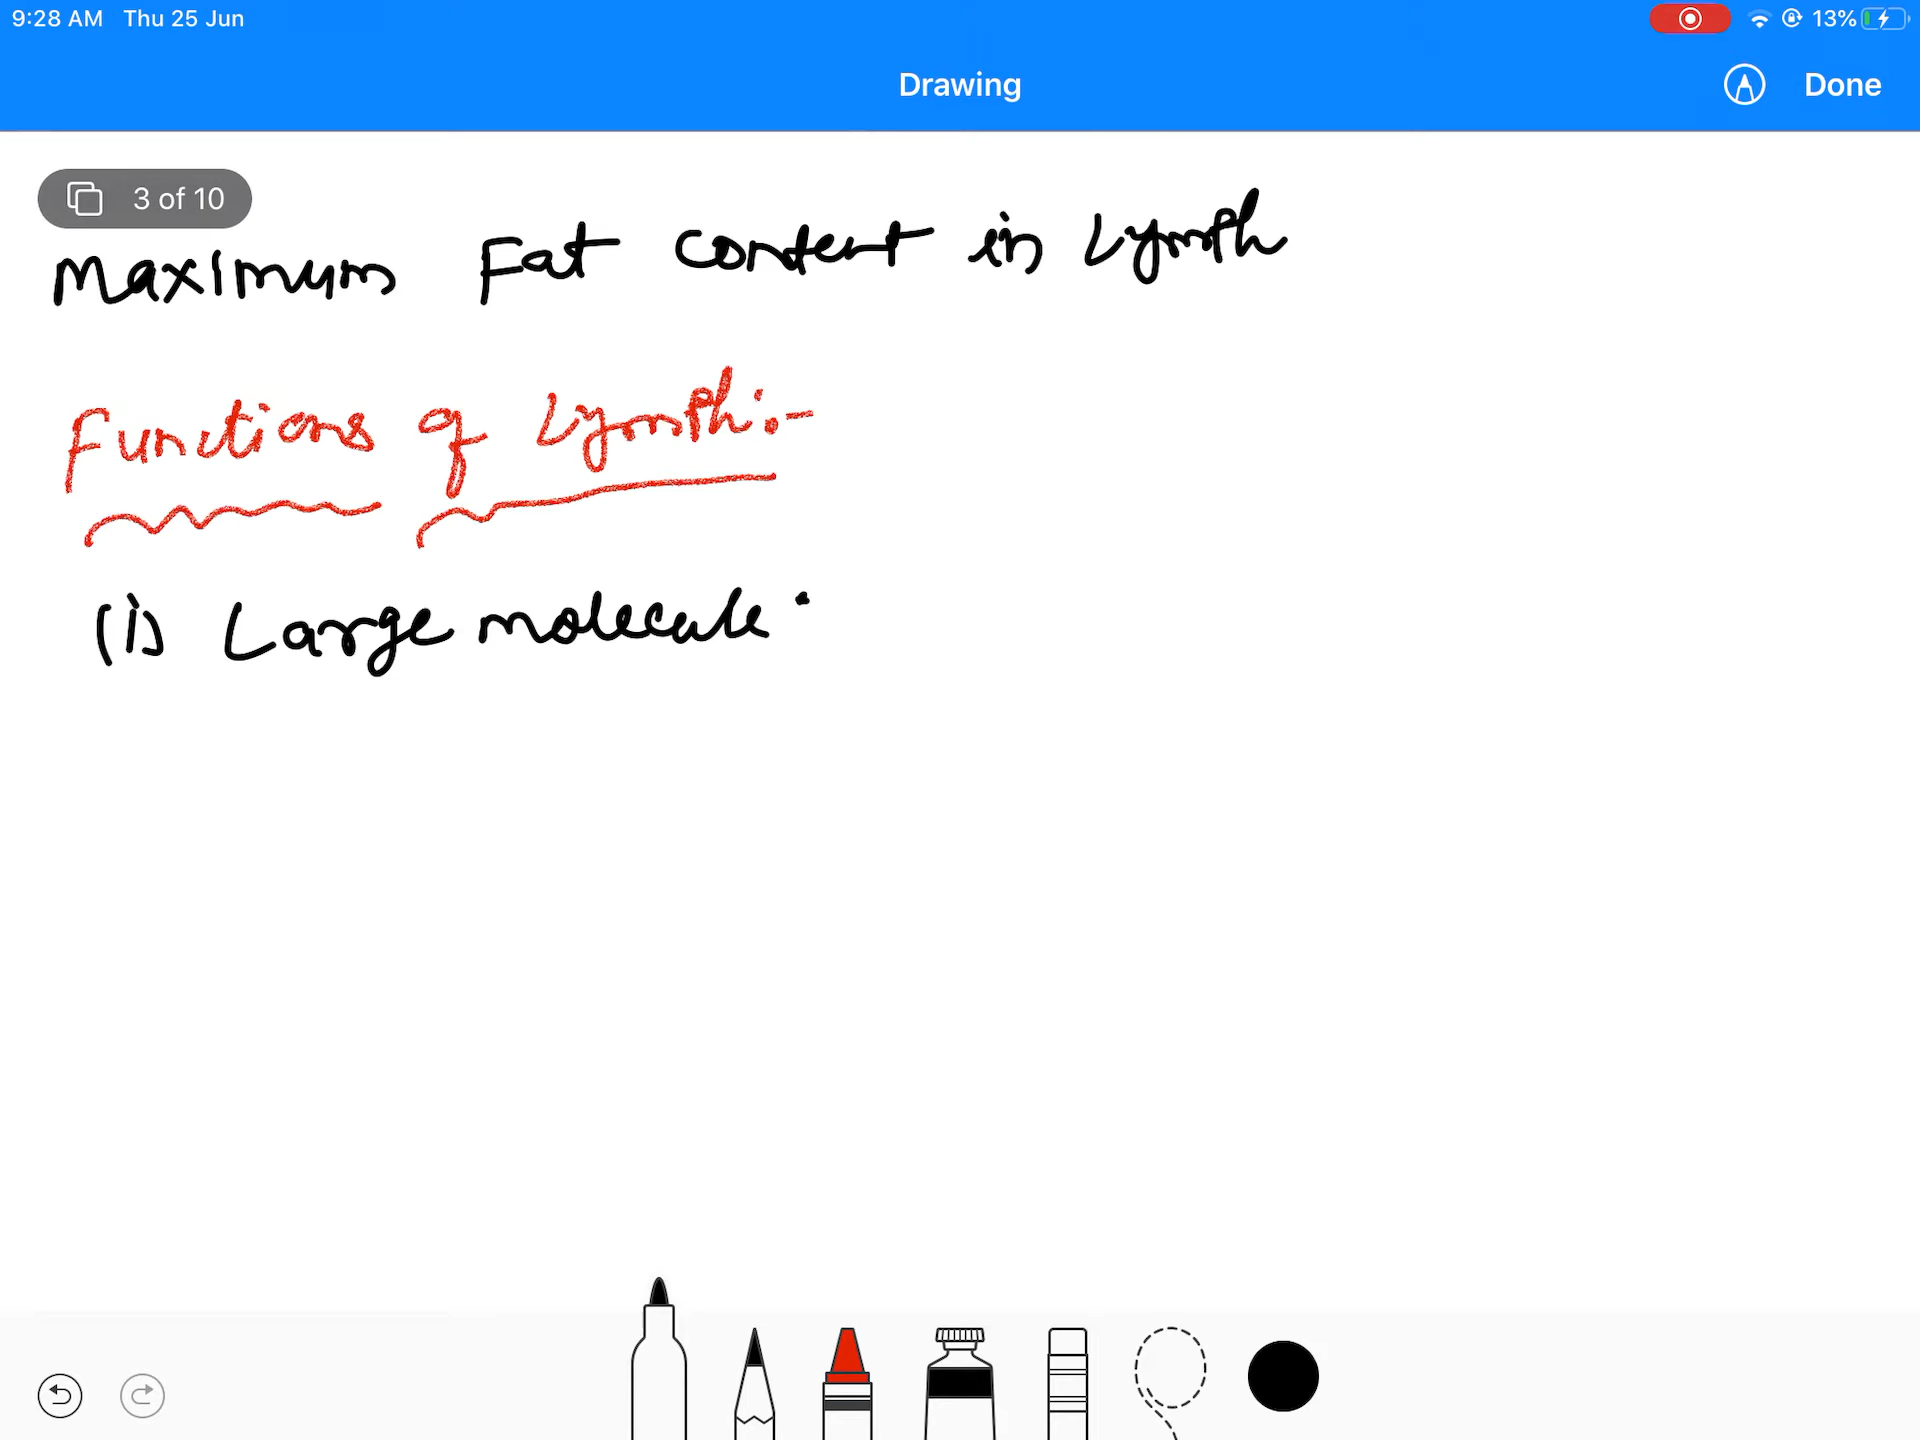 9:28 AM Thu 25 Jun 13%
Drawing Done
3 of 10
Maximum Fat content in Lymph
Functions of Lymph:-
(i) Large molecule